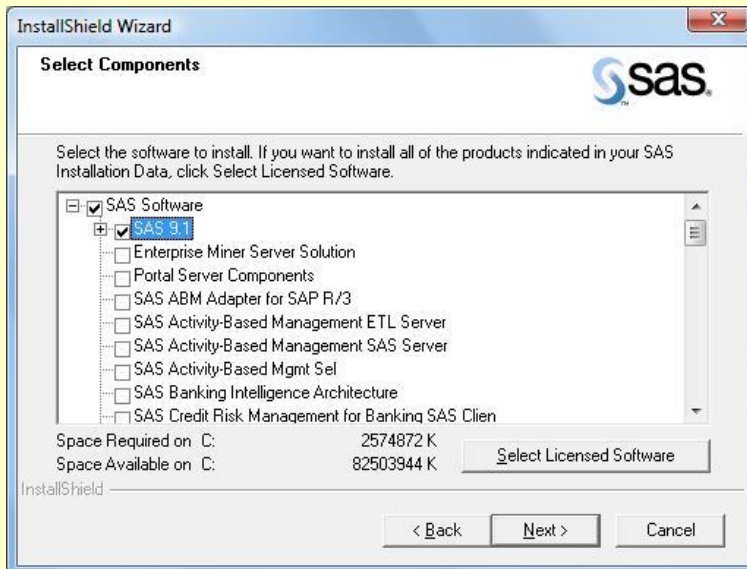 InstallShield Wizard
Select Components
sas.
TM
Select the software to install. If you want to install all of the products indicated in your SAS
Installation Data, click Select Licensed Software.
SAS Software
SAS 9.1
Enterprise Miner Server Solution
Portal Server Components
SAS ABM Adapter for SAP R/3
SAS Activity-Based Management ETL Server
SAS Activity-Based Management SAS Server
SAS Activity-Based Mgmt Sel
SAS Banking Intelligence Architecture
SAS Credit Risk Management for Banking SAS Clien
Space Required on C: 2574872 K
Space Available on C: 82503944 K
Select Licensed Software
InstallShield
< Back
Next >
Cancel